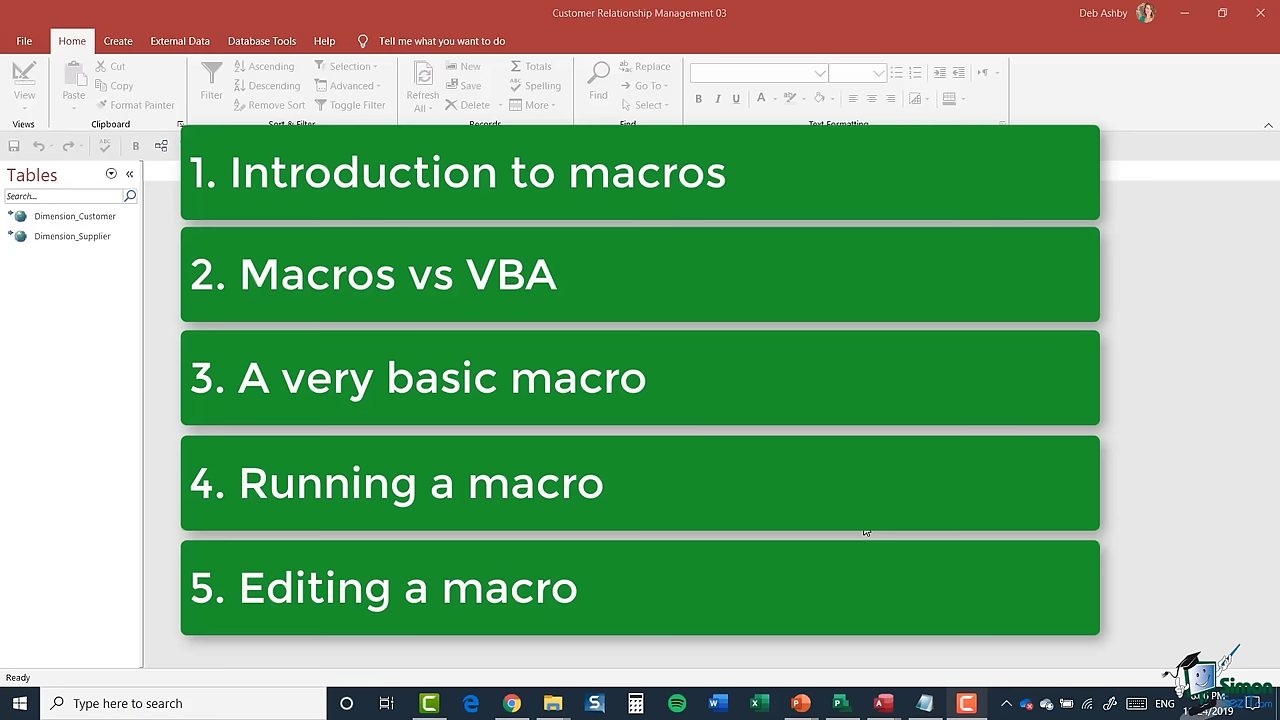 Customer Relationship Management 03
Deb Ashby
File Home Create External Data Database Tools Help Tell me what you want to do
View
Views
Paste
Cut
Copy
Format Painter
Clipboard
Filter
Ascending
Descending
Remove Sort
Selection
Advanced
Toggle Filter
Refresh
All
New
Save
Delete
Totals
Spelling
More
Find
Replace
Go To
Select
B I U A
Tables
Search...
Dimension_Customer
Dimension_Supplier
1. Introduction to macros
2. Macros vs VBA
3. A very basic macro
4. Running a macro
5. Editing a macro
Ready
Type here to search
ENG
Simon